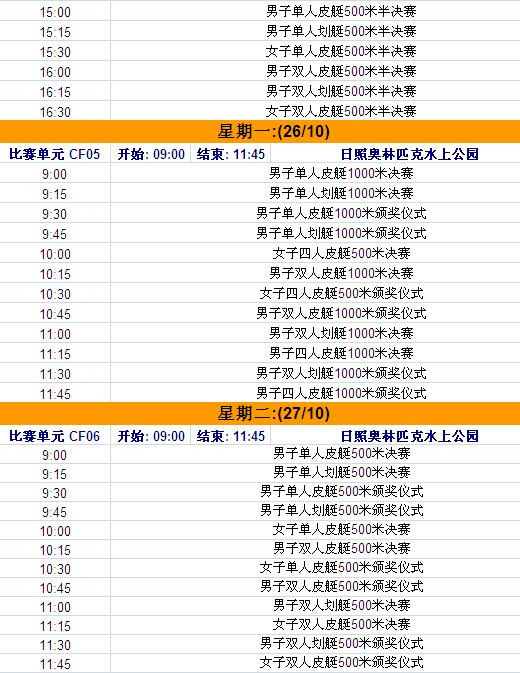 15:00 男子单人皮艇500米半决赛
15:15 男子单人划艇500米半决赛
15:30 女子单人皮艇500米半决赛
16:00 男子双人皮艇500米半决赛
16:15 男子双人划艇500米半决赛
16:30 女子双人皮艇500米半决赛
星期一:(26/10)
比赛单元 CF05 开始: 09:00 结束: 11:45 日照奥林匹克水上公园
9:00 男子单人皮艇1000米决赛
9:15 男子单人划艇1000米决赛
9:30 男子单人皮艇1000米颁奖仪式
9:45 男子单人划艇1000米颁奖仪式
10:00 女子四人皮艇500米决赛
10:15 男子双人皮艇1000米决赛
10:30 女子四人皮艇500米颁奖仪式
10:45 男子双人皮艇1000米颁奖仪式
11:00 男子双人划艇1000米决赛
11:15 男子四人皮艇1000米决赛
11:30 男子双人划艇1000米颁奖仪式
11:45 男子四人皮艇1000米颁奖仪式
星期二:(27/10)
比赛单元 CF06 开始: 09:00 结束: 11:45 日照奥林匹克水上公园
9:00 男子单人皮艇500米决赛
9:15 男子单人划艇500米决赛
9:30 男子单人皮艇500米颁奖仪式
9:45 男子单人划艇500米颁奖仪式
10:00 女子单人皮艇500米决赛
10:15 男子双人皮艇500米决赛
10:30 女子单人皮艇500米颁奖仪式
10:45 男子双人皮艇500米颁奖仪式
11:00 男子双人划艇500米决赛
11:15 女子双人皮艇500米决赛
11:30 男子双人划艇500米颁奖仪式
11:45 女子双人皮艇500米颁奖仪式